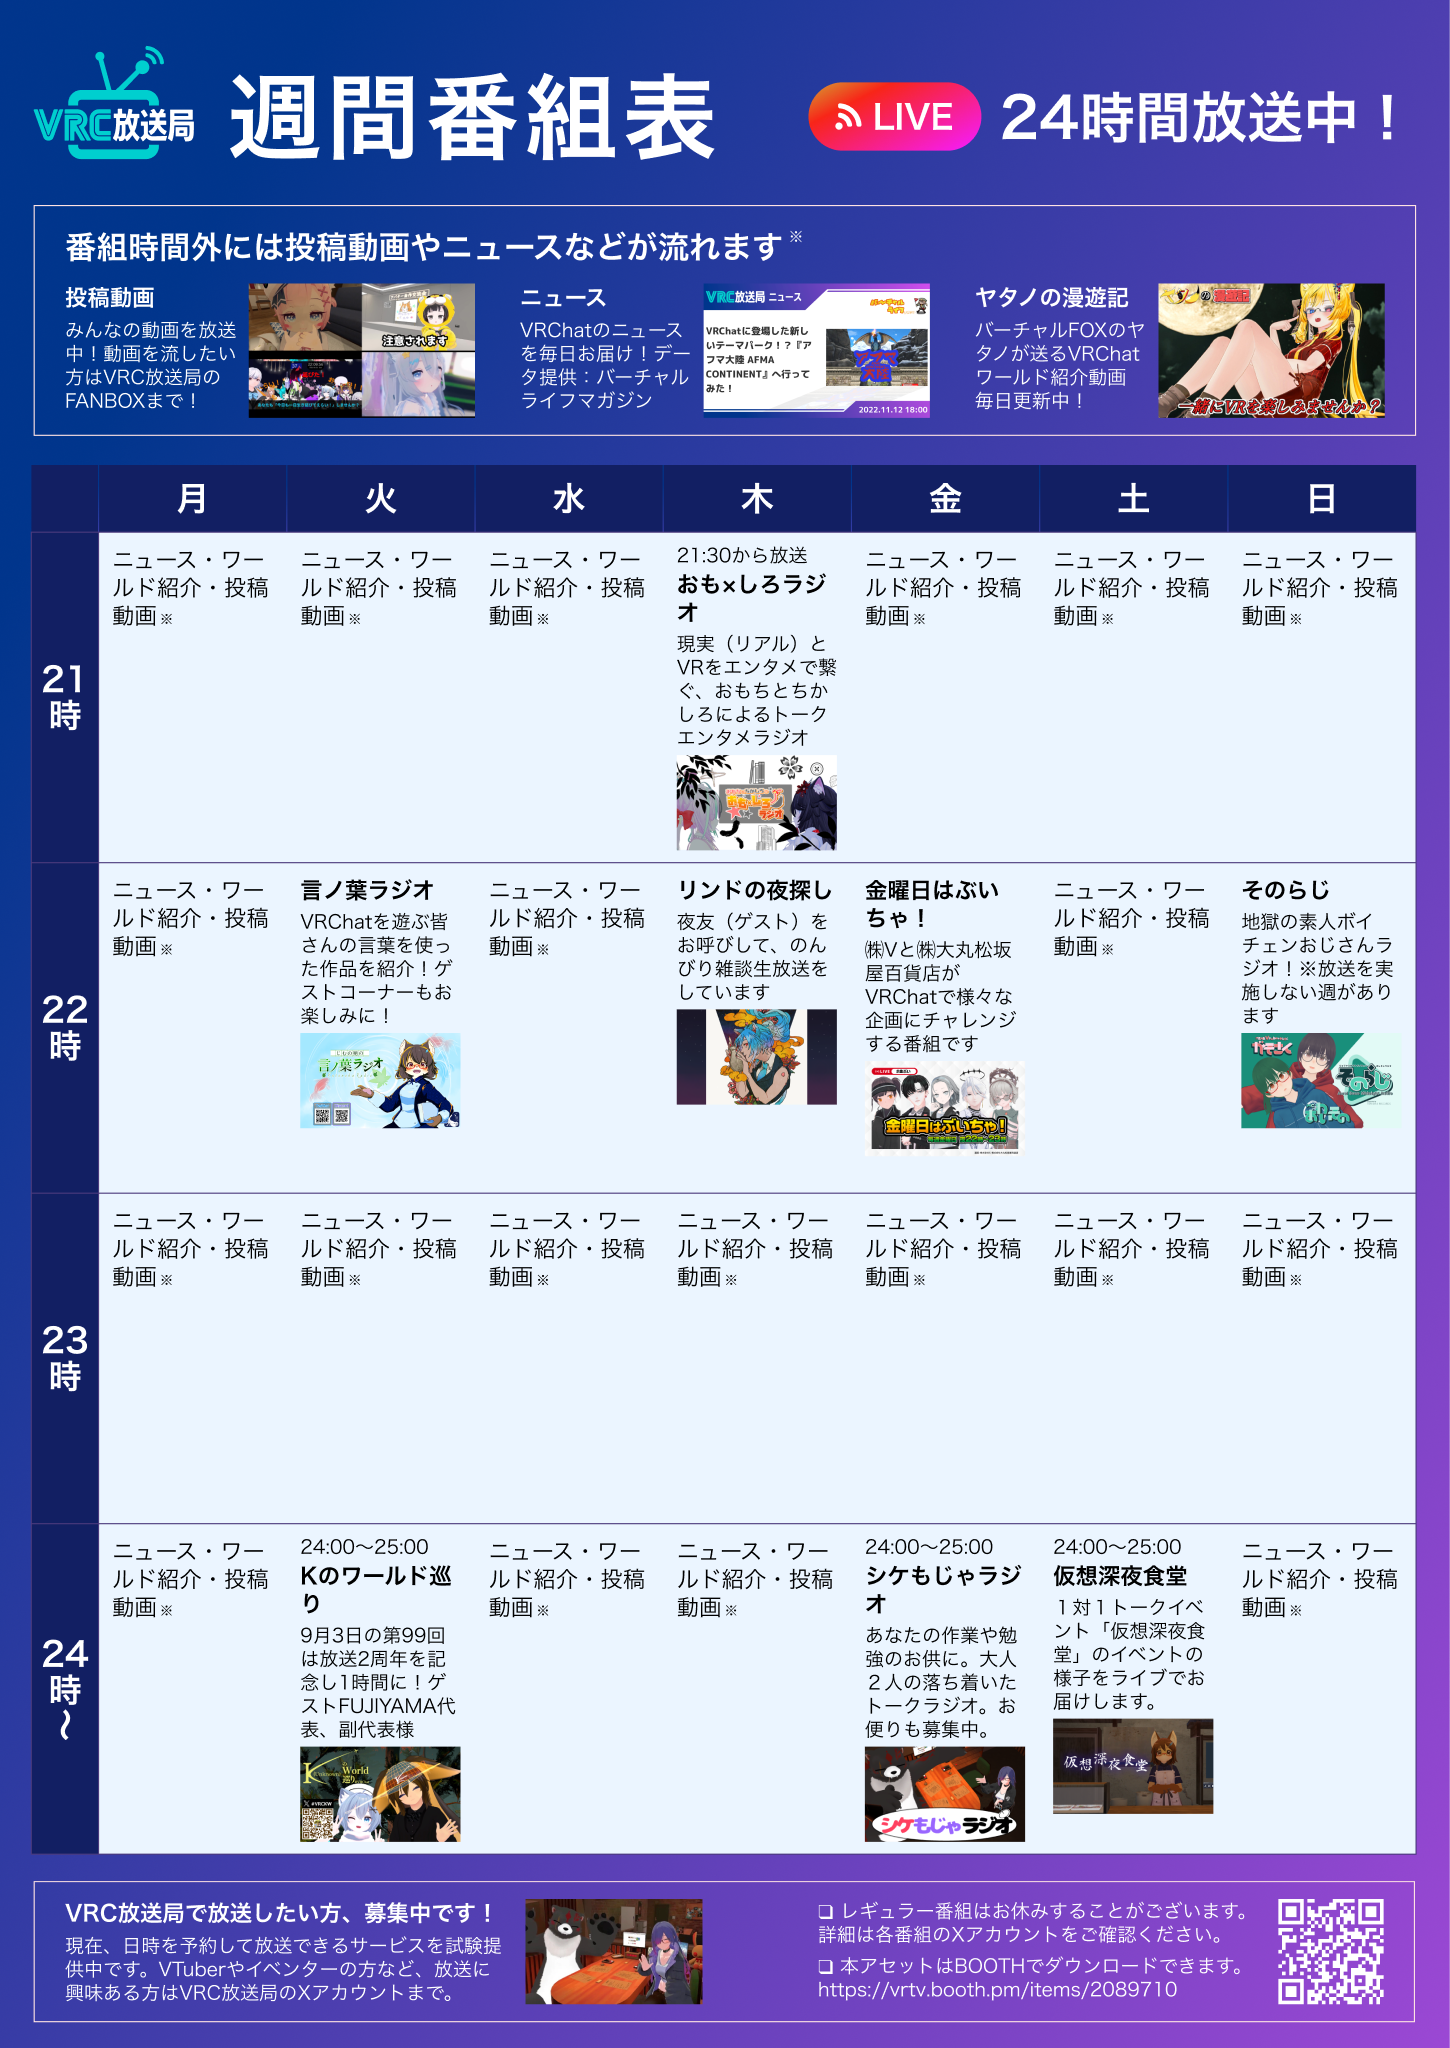 VRC放送局
週間番組表
LIVE
24時間放送中！
番組時間外には投稿動画やニュースなどが流れます※
投稿動画
みんなの動画を放送
中！動画を流したい
方はVRC放送局の
FANBOXまで！
注意されます
ニュース
VRChatのニュース
を毎日お届け！デー
タ提供：バーチャル
ライフマガジン
VRC放送局 ニュース
VRChatに登場した新し
いテーマパーク！？『ア
フマ大陸 AFMA
CONTINENT』へ行って
みた！
2022.11.12 18:00
ヤタノの漫遊記
バーチャルFOXのヤ
タノが送るVRChat
ワールド紹介動画
毎日更新中！
一緒にVRを楽しみませんか？
月
火
水
木
金
土
日
21
時
ニュース・ワー
ルド紹介・投稿
動画※
ニュース・ワー
ルド紹介・投稿
動画※
ニュース・ワー
ルド紹介・投稿
動画※
21:30から放送
おも×しろラジ
オ
現実（リアル）と
VRをエンタメで繋
ぐ、おもちとちか
しろによるトーク
エンタメラジオ
ニュース・ワー
ルド紹介・投稿
動画※
ニュース・ワー
ルド紹介・投稿
動画※
ニュース・ワー
ルド紹介・投稿
動画※
22
時
ニュース・ワー
ルド紹介・投稿
動画※
言ノ葉ラジオ
VRChatを遊ぶ皆
さんの言葉を使っ
た作品を紹介！ゲ
ストコーナーもお
楽しみに！
言ノ葉ラジオ
ニュース・ワー
ルド紹介・投稿
動画※
リンドの夜探し
夜友（ゲスト）を
お呼びして、のん
びり雑談生放送を
しています
金曜日はぶい
ちゃ！
㈱Vと㈱大丸松坂
屋百貨店が
VRChatで様々な
企画にチャレンジ
する番組です
金曜日はぶいちゃ！
ニュース・ワー
ルド紹介・投稿
動画※
そのらじ
地獄の素人ボイ
チェンおじさんラ
ジオ！※放送を実
施しない週があり
ます
そのらじ
23
時
ニュース・ワー
ルド紹介・投稿
動画※
ニュース・ワー
ルド紹介・投稿
動画※
ニュース・ワー
ルド紹介・投稿
動画※
ニュース・ワー
ルド紹介・投稿
動画※
ニュース・ワー
ルド紹介・投稿
動画※
ニュース・ワー
ルド紹介・投稿
動画※
ニュース・ワー
ルド紹介・投稿
動画※
24
時
〜
ニュース・ワー
ルド紹介・投稿
動画※
24:00〜25:00
Kのワールド巡
り
9月3日の第99回
は放送2周年を記
念し1時間に！ゲ
ストFUJIYAMA代
表、副代表様
World
巡り
#VRCKW
ニュース・ワー
ルド紹介・投稿
動画※
ニュース・ワー
ルド紹介・投稿
動画※
24:00〜25:00
シケもじゃラジ
オ
あなたの作業や勉
強のお供に。大人
２人の落ち着いた
トークラジオ。お
便りも募集中。
シケもじゃラジオ
24:00〜25:00
仮想深夜食堂
１対１トークイベ
ント「仮想深夜食
堂」のイベントの
様子をライブでお
届けします。
仮想深夜食堂
ニュース・ワー
ルド紹介・投稿
動画※
VRC放送局で放送したい方、募集中です！
現在、日時を予約して放送できるサービスを試験提
供中です。VTuberやイベンターの方など、放送に
興味ある方はVRC放送局のXアカウントまで。
❏ レギュラー番組はお休みすることがございます。
詳細は各番組のXアカウントをご確認ください。
❏ 本アセットはBOOTHでダウンロードできます。
https://vrtv.booth.pm/items/2089710